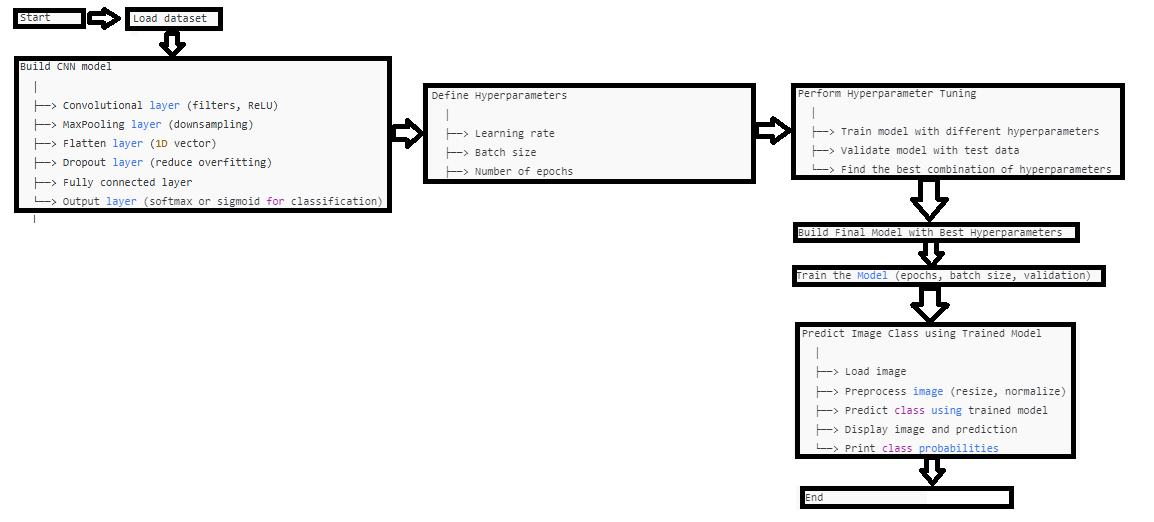 Start
Load dataset
Build CNN model
│
├──> Convolutional layer (filters, ReLU)
├──> MaxPooling layer (downsampling)
├──> Flatten layer (1D vector)
├──> Dropout layer (reduce overfitting)
├──> Fully connected layer
└──> Output layer (softmax or sigmoid for classification)
Define Hyperparameters
│
├──> Learning rate
├──> Batch size
├──> Number of epochs
Perform Hyperparameter Tuning
│
├──> Train model with different hyperparameters
├──> Validate model with test data
└──> Find the best combination of hyperparameters
Build Final Model with Best Hyperparameters
Train the Model (epochs, batch size, validation)
Predict Image Class using Trained Model
│
├──> Load image
├──> Preprocess image (resize, normalize)
├──> Predict class using trained model
├──> Display image and prediction
└──> Print class probabilities
End